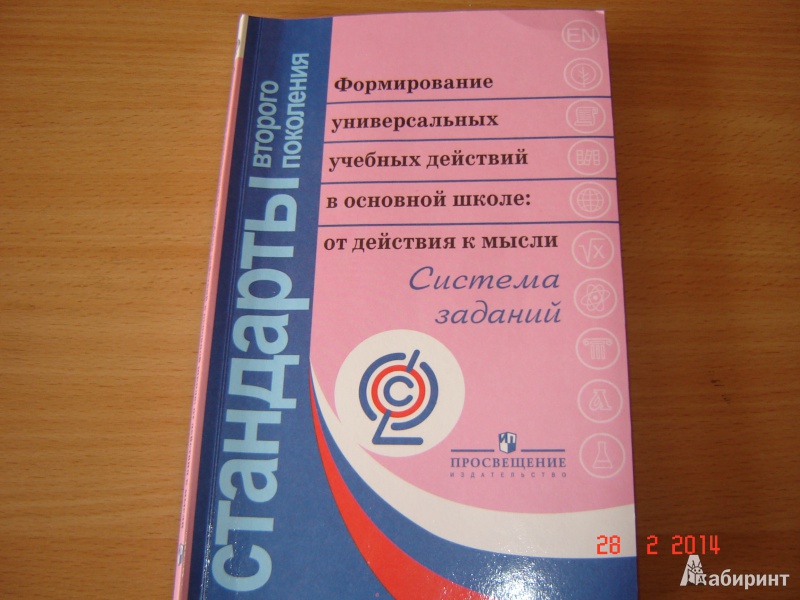 стандарты
второго
поколения
Формирование
универсальных
учебных действий
в основной школе:
от действия к мысли
Система
заданий
EN
√x
С
ПРОСВЕЩЕНИЕ
ИЗДАТЕЛЬСТВО
28 2 2014
Лабиринт